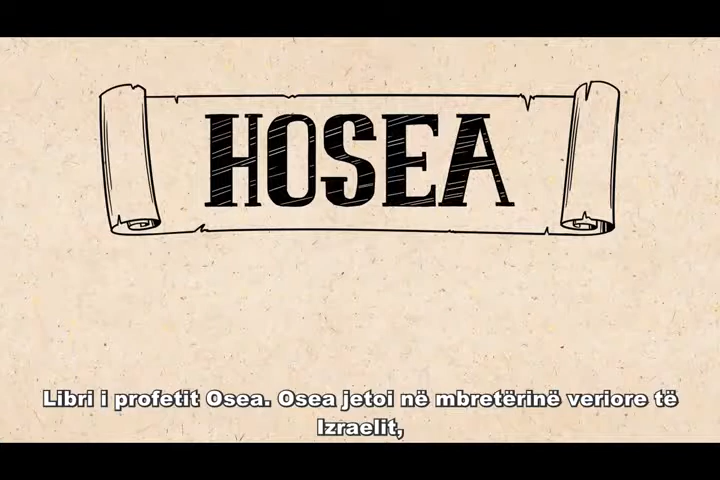 HOSEA
Libri i profetit Osea. Osea jetoi në mbretërinë veriore të
Izraelit,